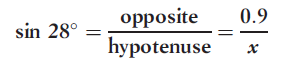 sin 28° = opposite / hypotenuse = 0.9 / x